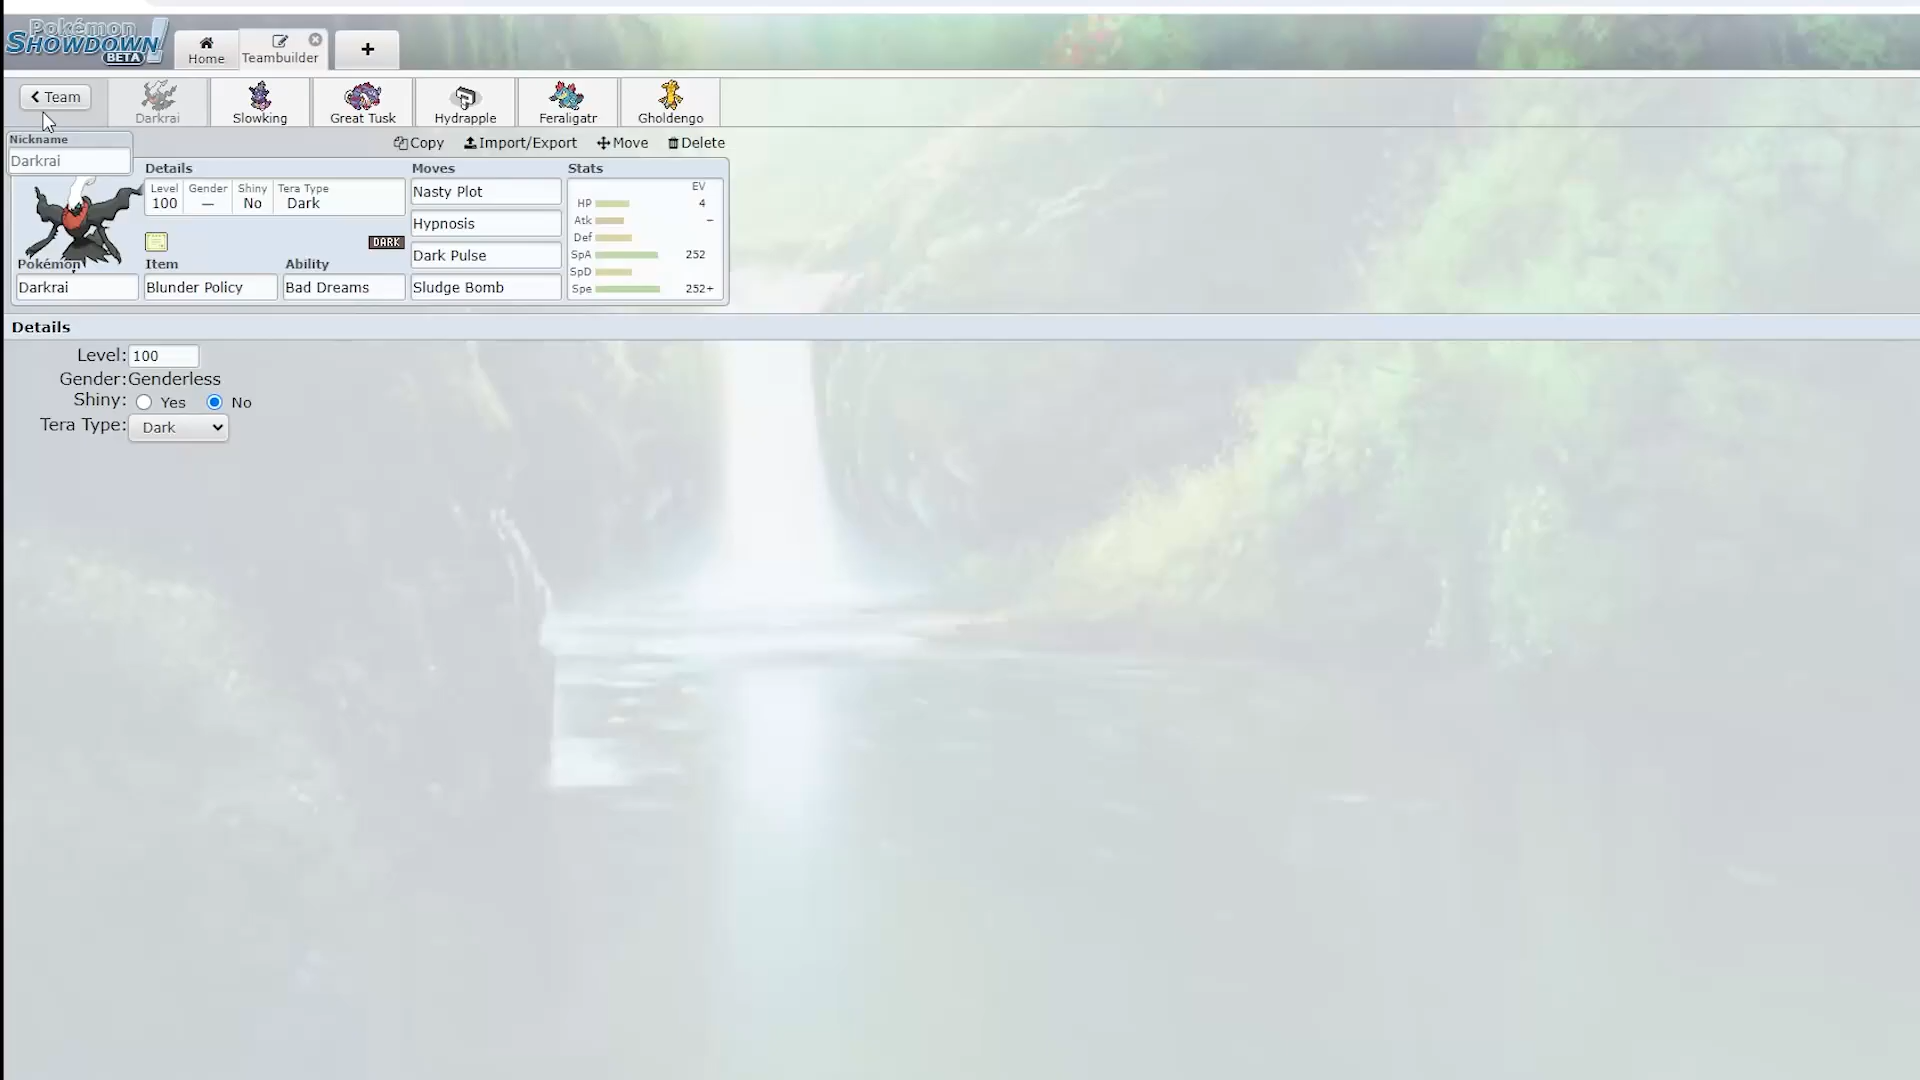 Pokémon
SHOWDOWN!
BETA
Home
Teambuilder
+
Team
Darkrai
Slowking
Great Tusk
Hydrapple
Feraligatr
Gholdengo
Nickname
Darkrai
Copy
Import/Export
Move
Delete
Details
Moves
Stats
Level
Gender
Shiny
Tera Type
100
—
No
Dark
Nasty Plot
EV
HP
4
Atk
–
Hypnosis
Def
DARK
Dark Pulse
SpA
252
SpD
Pokémon
Item
Ability
Darkrai
Blunder Policy
Bad Dreams
Sludge Bomb
Spe
252+
Details
Level: 100
Gender: Genderless
Shiny: Yes No
Tera Type: Dark